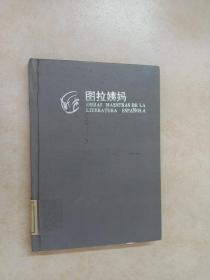 图拉姨妈
OBRAS MAESTRAS DE LA
LITERATURA ESPAÑOLA